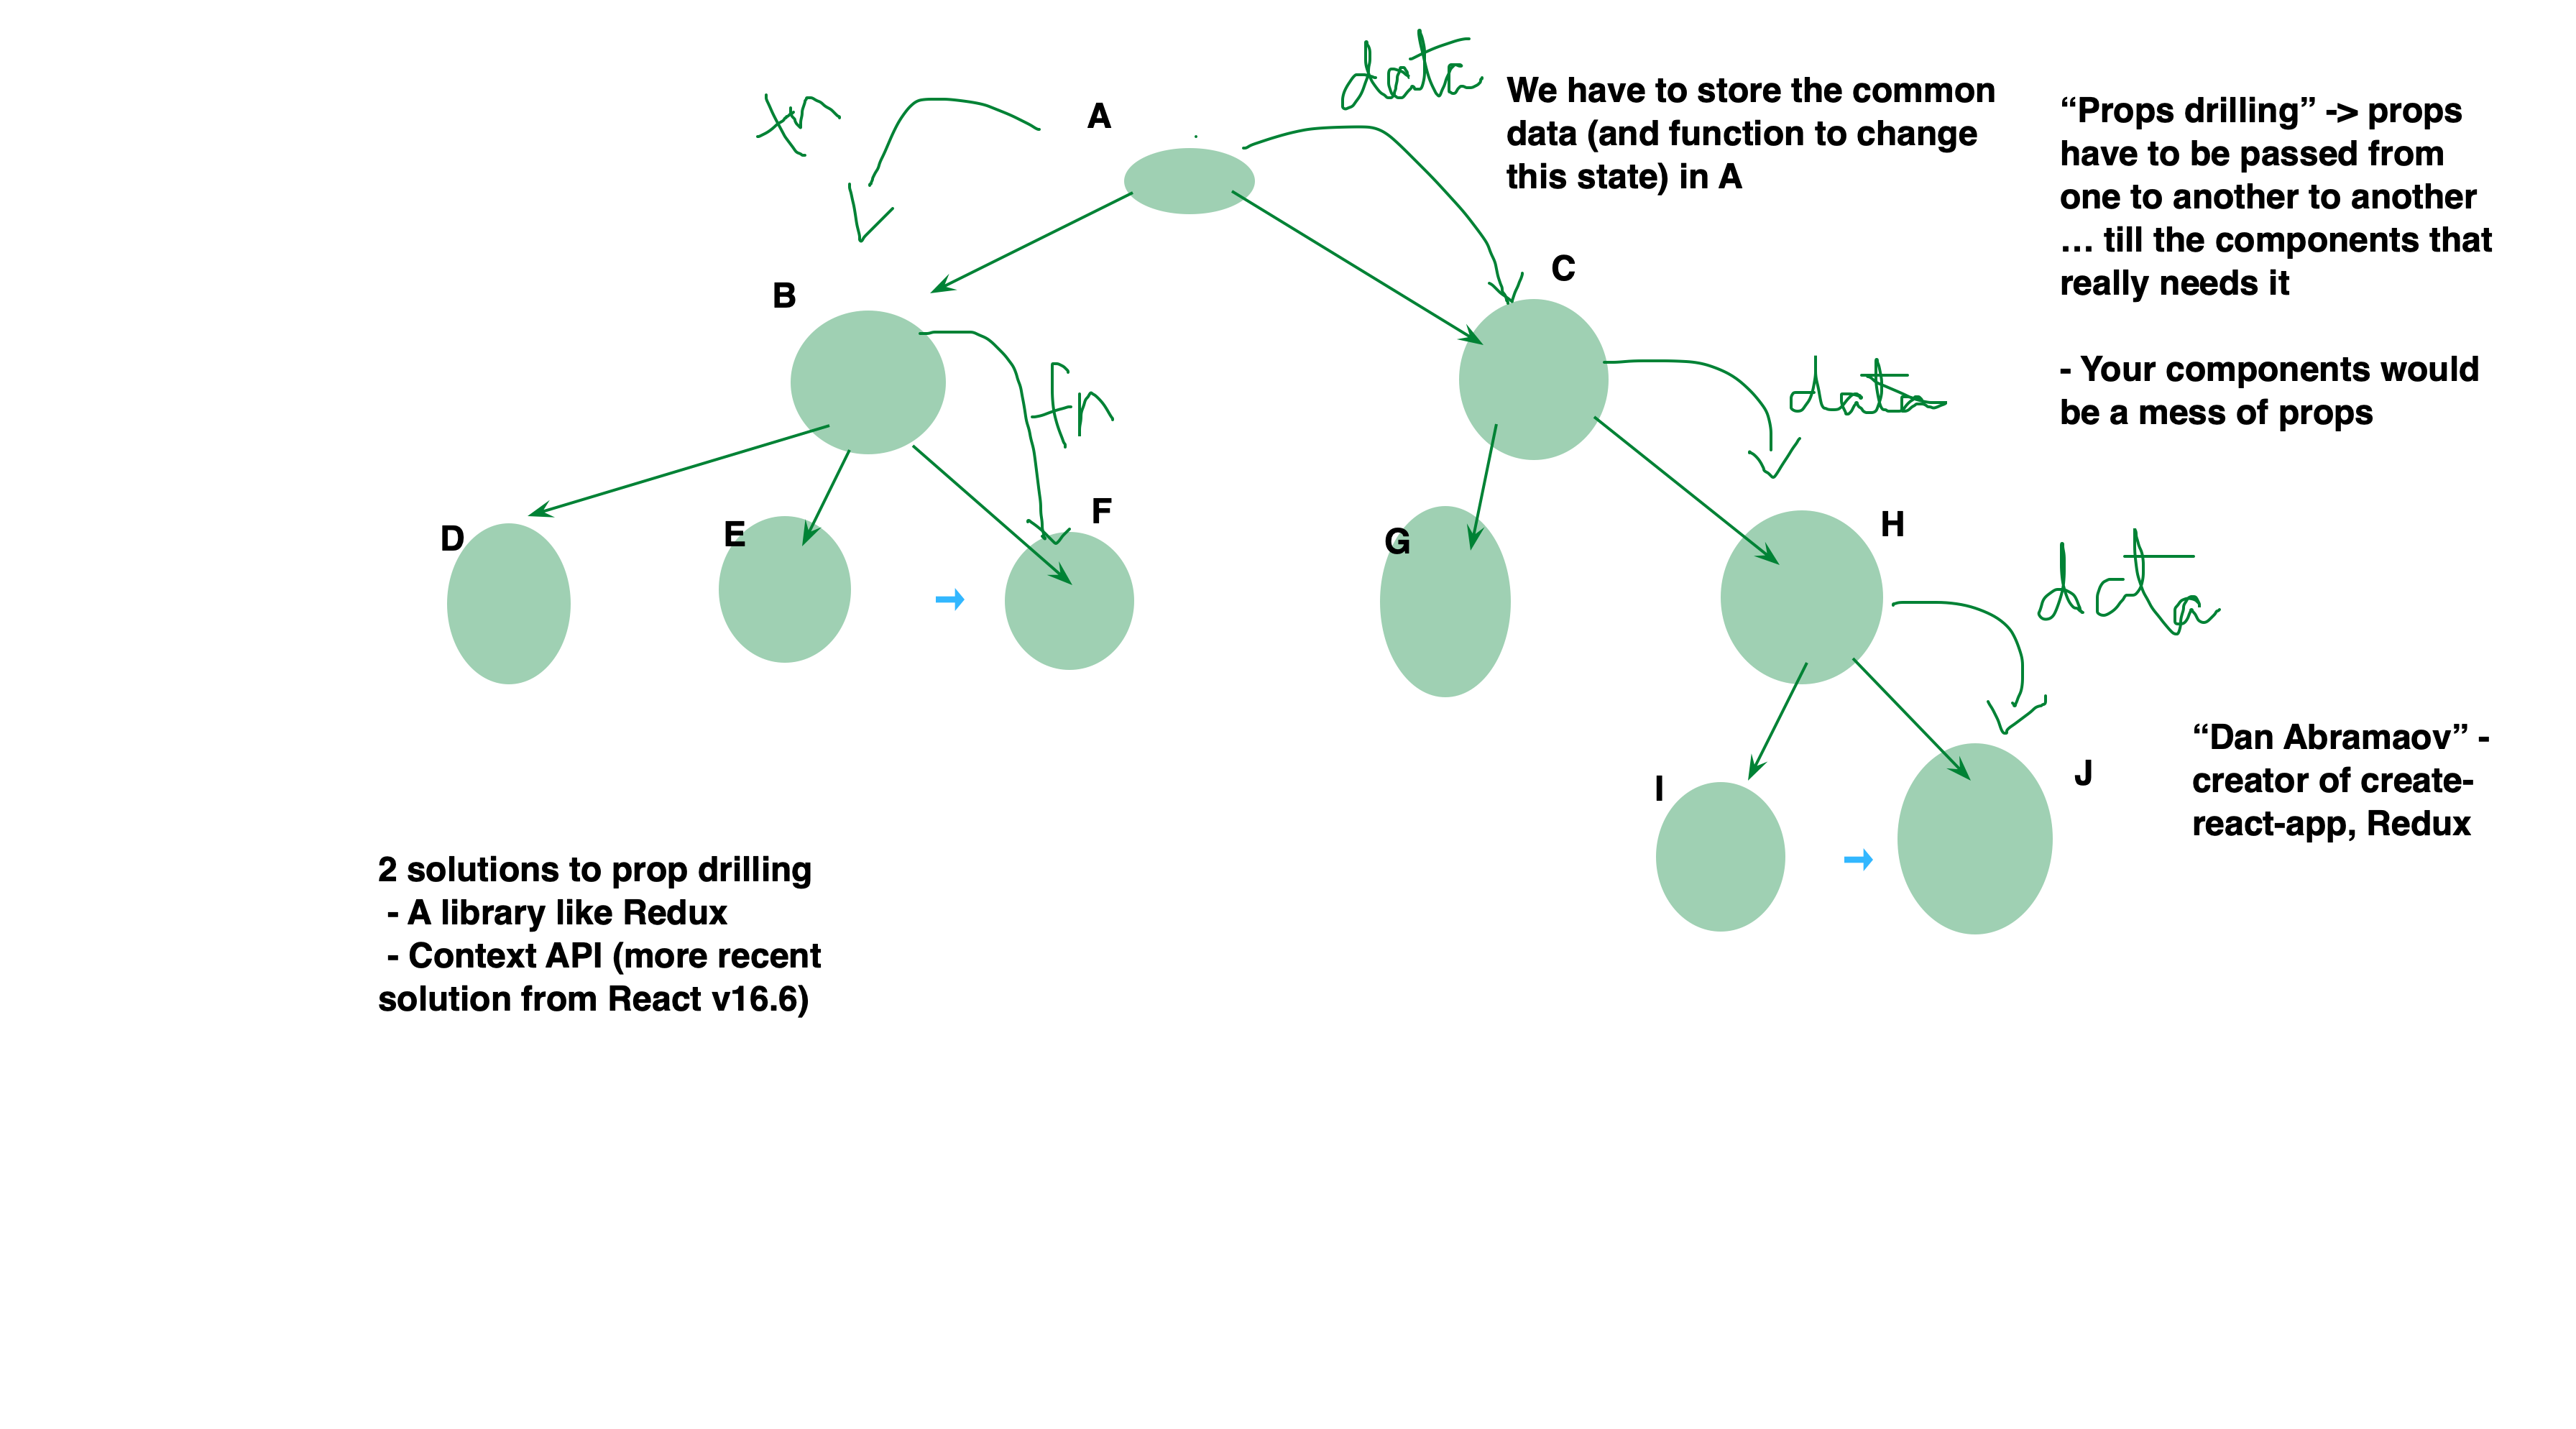 data
fn
A
We have to store the common
data (and function to change
this state) in A
“Props drilling” -> props
have to be passed from
one to another to another
… till the components that
really needs it
- Your components would
be a mess of props
B
C
fn
data
D
E
F
G
H
data
I
J
“Dan Abramaov” -
creator of create-
react-app, Redux
2 solutions to prop drilling
- A library like Redux
- Context API (more recent
solution from React v16.6)